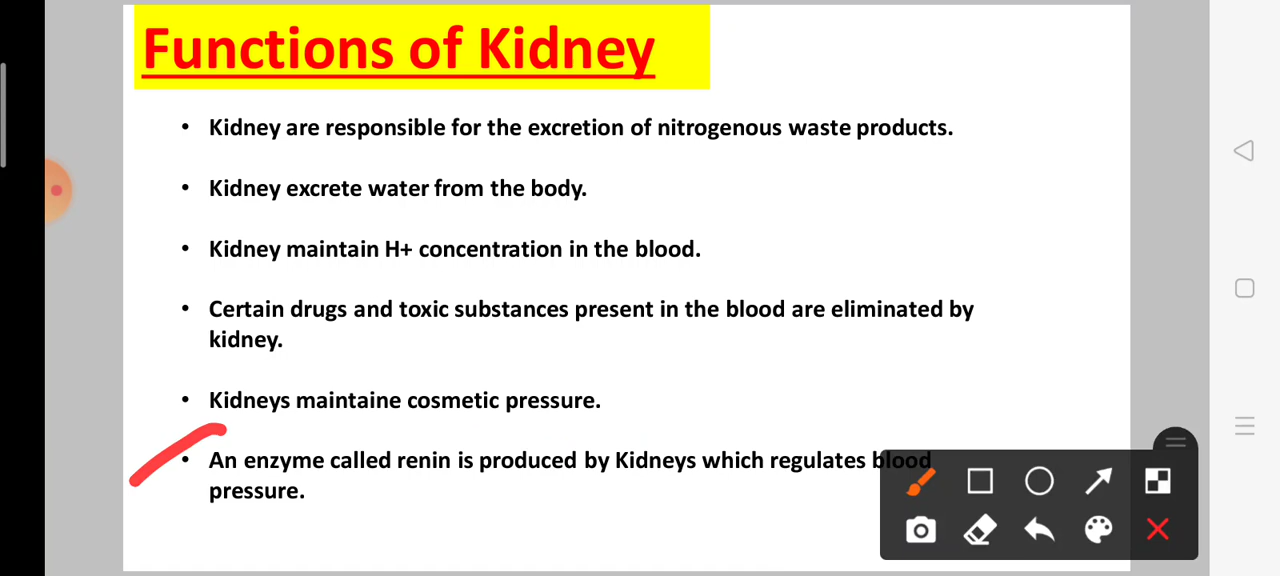 Functions of Kidney
• Kidney are responsible for the excretion of nitrogenous waste products.
• Kidney excrete water from the body.
• Kidney maintain H+ concentration in the blood.
• Certain drugs and toxic substances present in the blood are eliminated by
kidney.
• Kidneys maintaine cosmetic pressure.
• An enzyme called renin is produced by Kidneys which regulates blood
pressure.